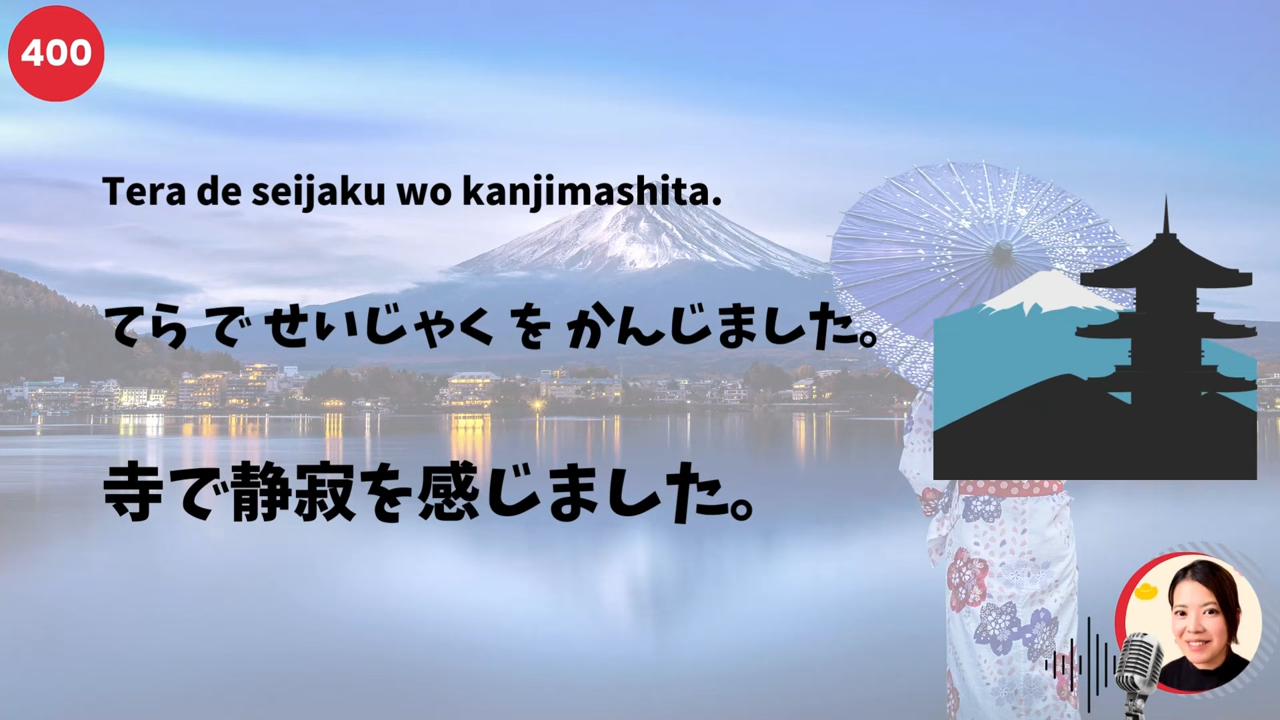 400
Tera de seijaku wo kanjimashita.
てら で せいじゃく を かんじました。
寺で静寂を感じました。